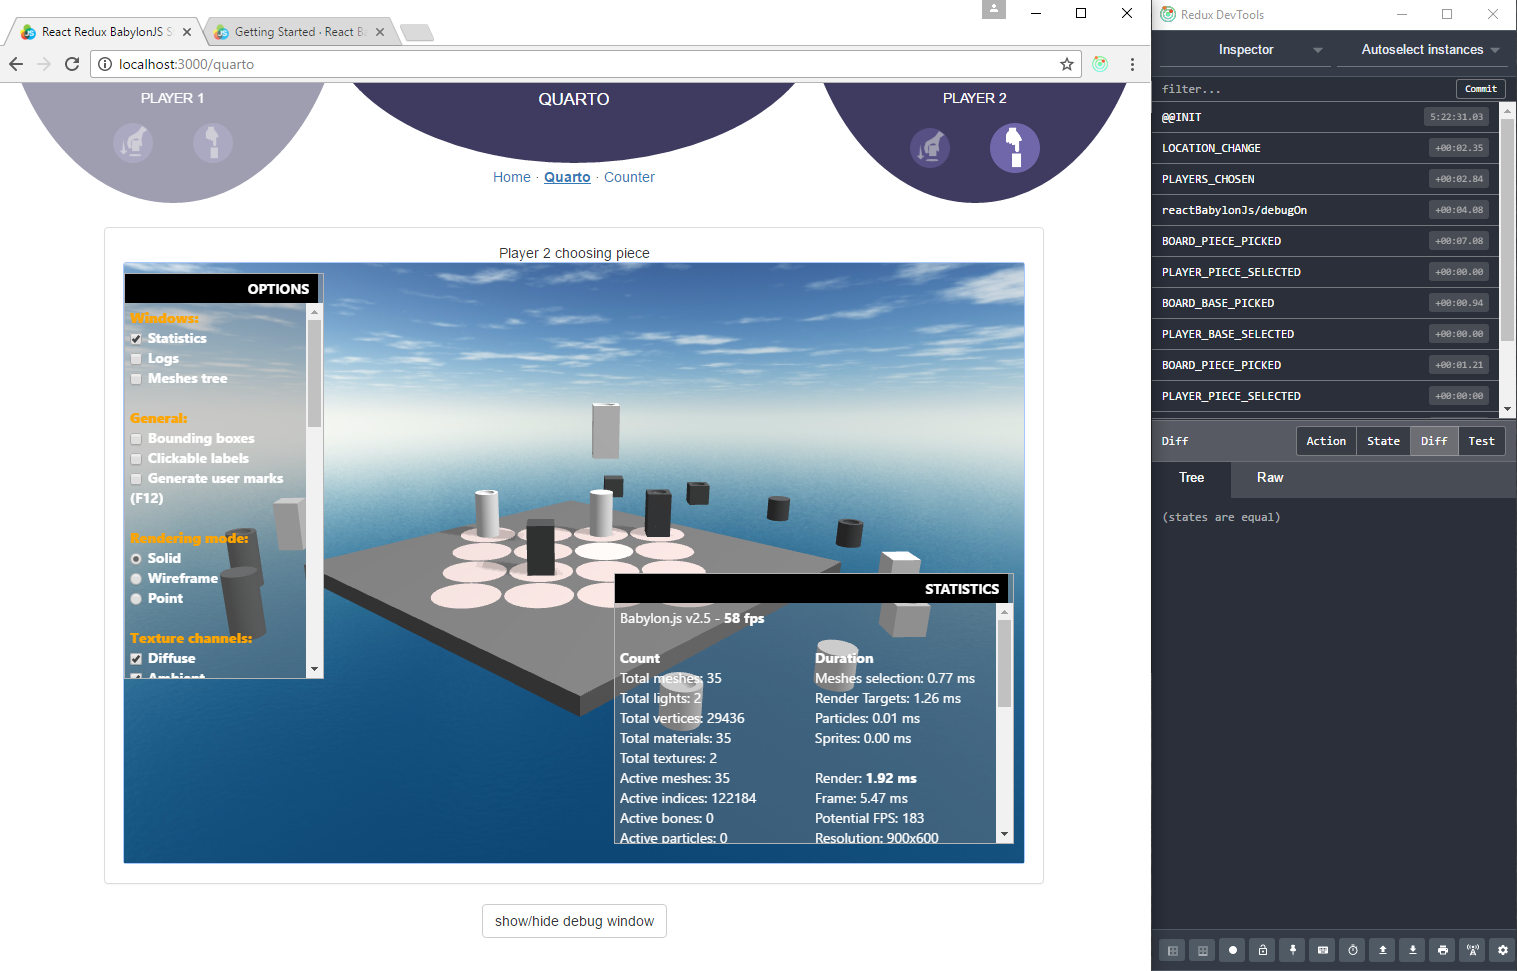 React Redux BabylonJS S
Getting Started · React Ba
localhost:3000/quarto
PLAYER 1
QUARTO
PLAYER 2
Home · Quarto · Counter
Player 2 choosing piece
OPTIONS
Windows:
Statistics
Logs
Meshes tree
General:
Bounding boxes
Clickable labels
Generate user marks
(F12)
Rendering mode:
Solid
Wireframe
Point
Texture channels:
Diffuse
Ambient
STATISTICS
Babylon.js v2.5 - 58 fps
Count
Total meshes: 35
Total lights: 2
Total vertices: 29436
Total materials: 35
Total textures: 2
Active meshes: 35
Active indices: 122184
Active bones: 0
Active particles: 0
Duration
Meshes selection: 0.77 ms
Render Targets: 1.26 ms
Particles: 0.01 ms
Sprites: 0.00 ms
Render: 1.92 ms
Frame: 5.47 ms
Potential FPS: 183
Resolution: 900x600
show/hide debug window
Redux DevTools
Inspector
Autoselect instances
filter...
Commit
@@INIT 5:22:31.03
LOCATION_CHANGE +00:02.35
PLAYERS_CHOSEN +00:02.84
reactBabylonJs/debugOn +00:04.08
BOARD_PIECE_PICKED +00:07.08
PLAYER_PIECE_SELECTED +00:00.00
BOARD_BASE_PICKED +00:00.94
PLAYER_BASE_SELECTED +00:00.00
BOARD_PIECE_PICKED +00:01.21
PLAYER_PIECE_SELECTED +00:00:00
Diff
Action State Diff Test
Tree Raw
(states are equal)